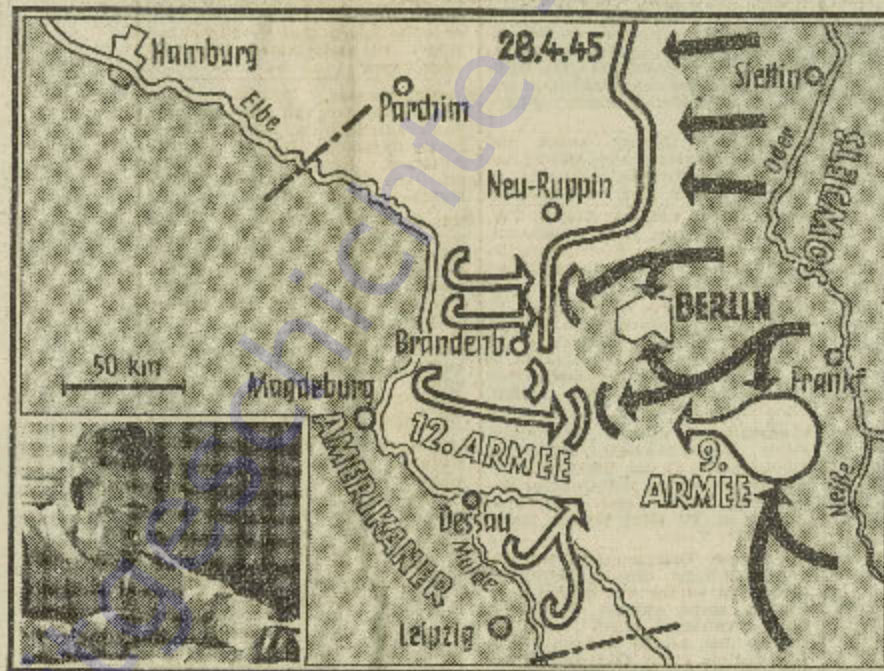 28.4.45
Hamburg
Stettin
Elbe
Parchim
Oder
Neu-Ruppin
SOWJETS
BERLIN
Brandenb.
50 km
Magdeburg
Frankf.
12. ARMEE
9.
ARMEE
AMERIKANER
Neiße
Dessau
Mulde
Leipzig